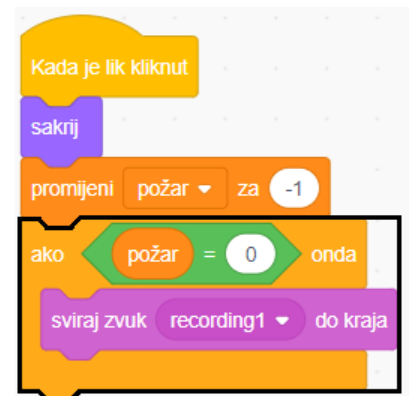 Kada je lik kliknut
sakrij
promijeni požar za -1
ako požar = 0 onda
sviraj zvuk recording1 do kraja